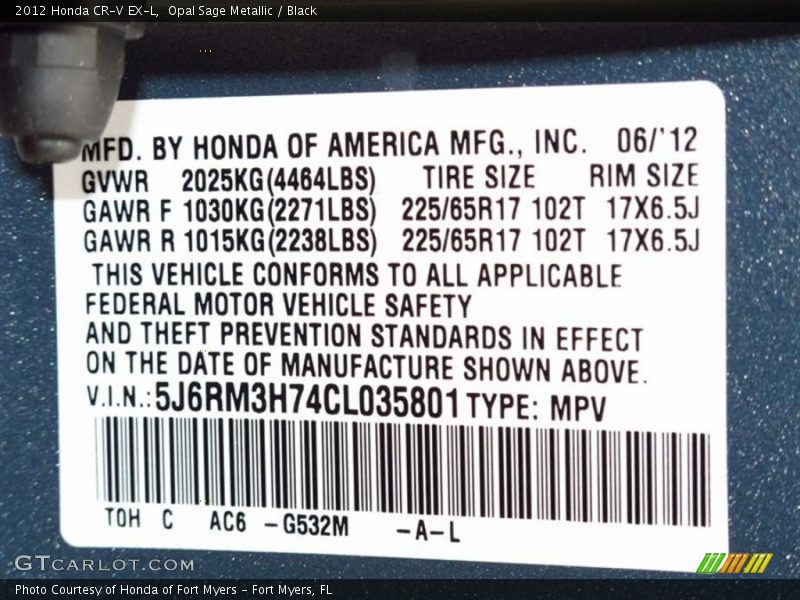 2012 Honda CR-V EX-L,  Opal Sage Metallic / Black
MFD. BY HONDA OF AMERICA MFG., INC. 06/'12
GVWR 2025KG(4464LBS) TIRE SIZE RIM SIZE
GAWR F 1030KG(2271LBS) 225/65R17 102T 17X6.5J
GAWR R 1015KG(2238LBS) 225/65R17 102T 17X6.5J
THIS VEHICLE CONFORMS TO ALL APPLICABLE
FEDERAL MOTOR VEHICLE SAFETY
AND THEFT PREVENTION STANDARDS IN EFFECT
ON THE DATE OF MANUFACTURE SHOWN ABOVE.
V.I.N.: 5J6RM3H74CL035801 TYPE: MPV
TOH C AC6 -G532M -A-L
GTCARLOT.COM
Photo Courtesy of Honda of Fort Myers - Fort Myers, FL